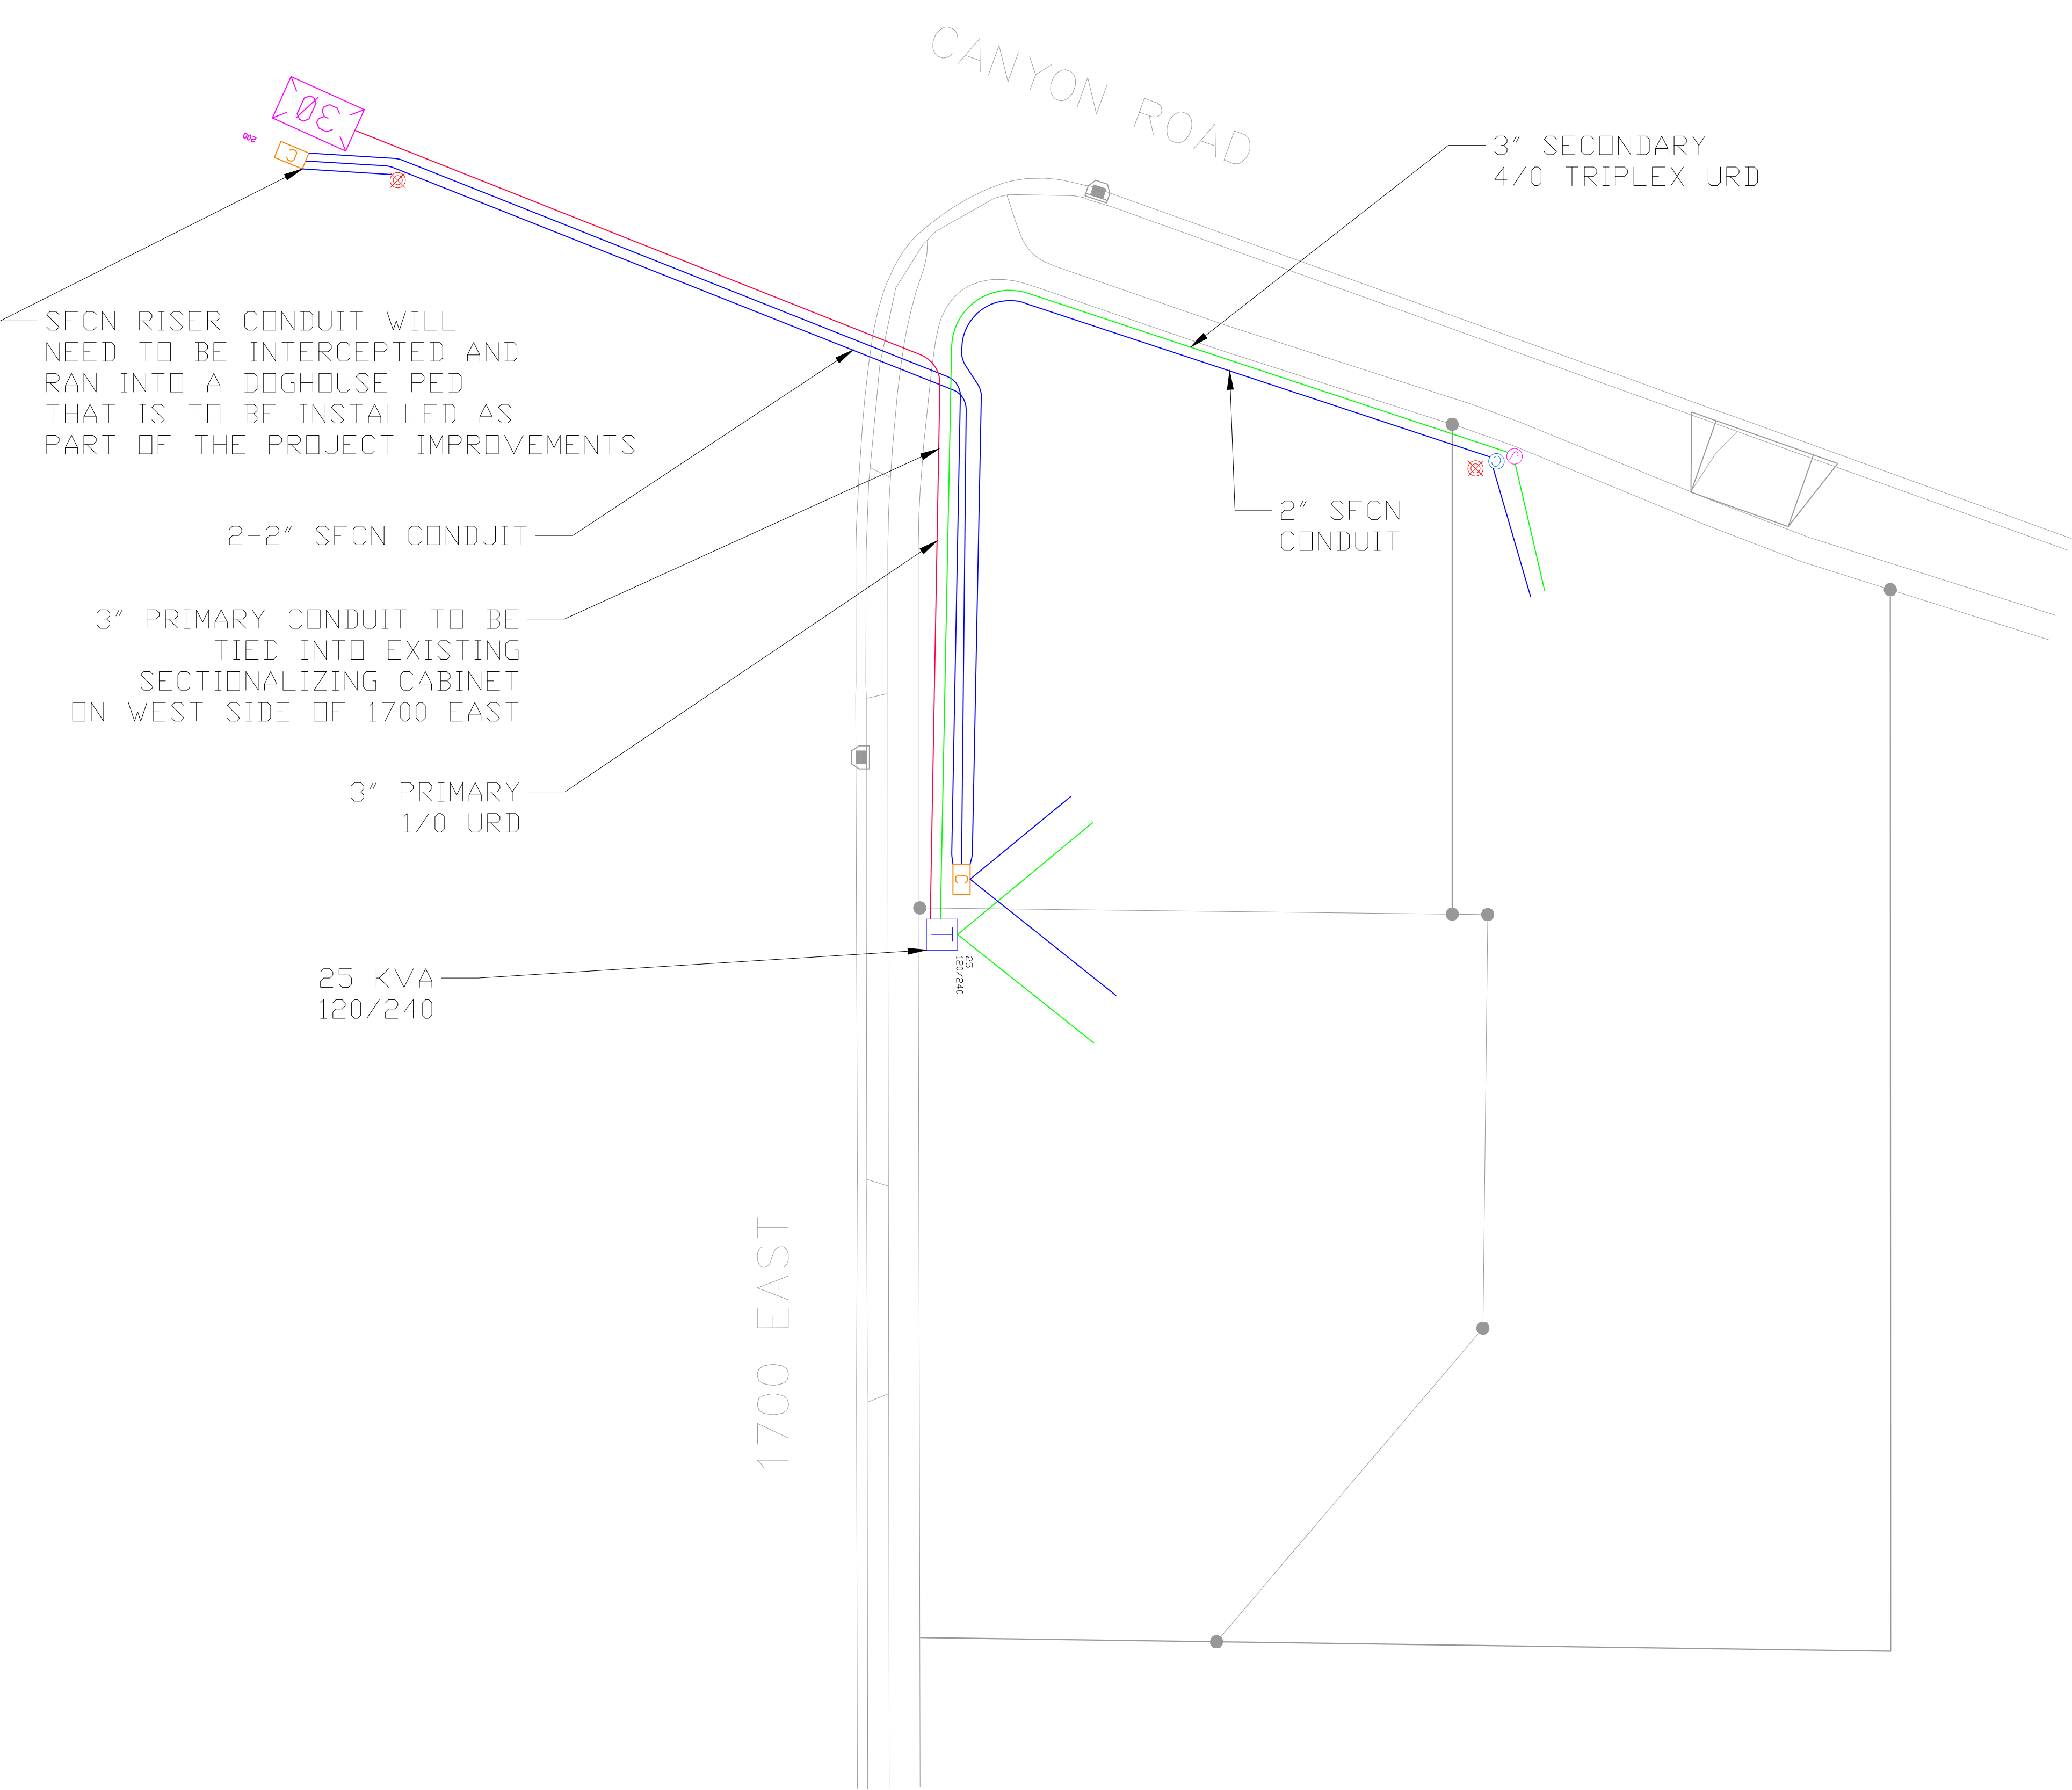 CANYON ROAD
3" SECONDARY
4/0 TRIPLEX URD
30
200
C
SFCN RISER CONDUIT WILL
NEED TO BE INTERCEPTED AND
RAN INTO A DOGHOUSE PED
THAT IS TO BE INSTALLED AS
PART OF THE PROJECT IMPROVEMENTS
2-2" SFCN CONDUIT
2" SFCN
CONDUIT
3" PRIMARY CONDUIT TO BE
TIED INTO EXISTING
SECTIONALIZING CABINET
ON WEST SIDE OF 1700 EAST
3" PRIMARY
1/0 URD
C
T
25
120/240
25 KVA
120/240
1700 EAST